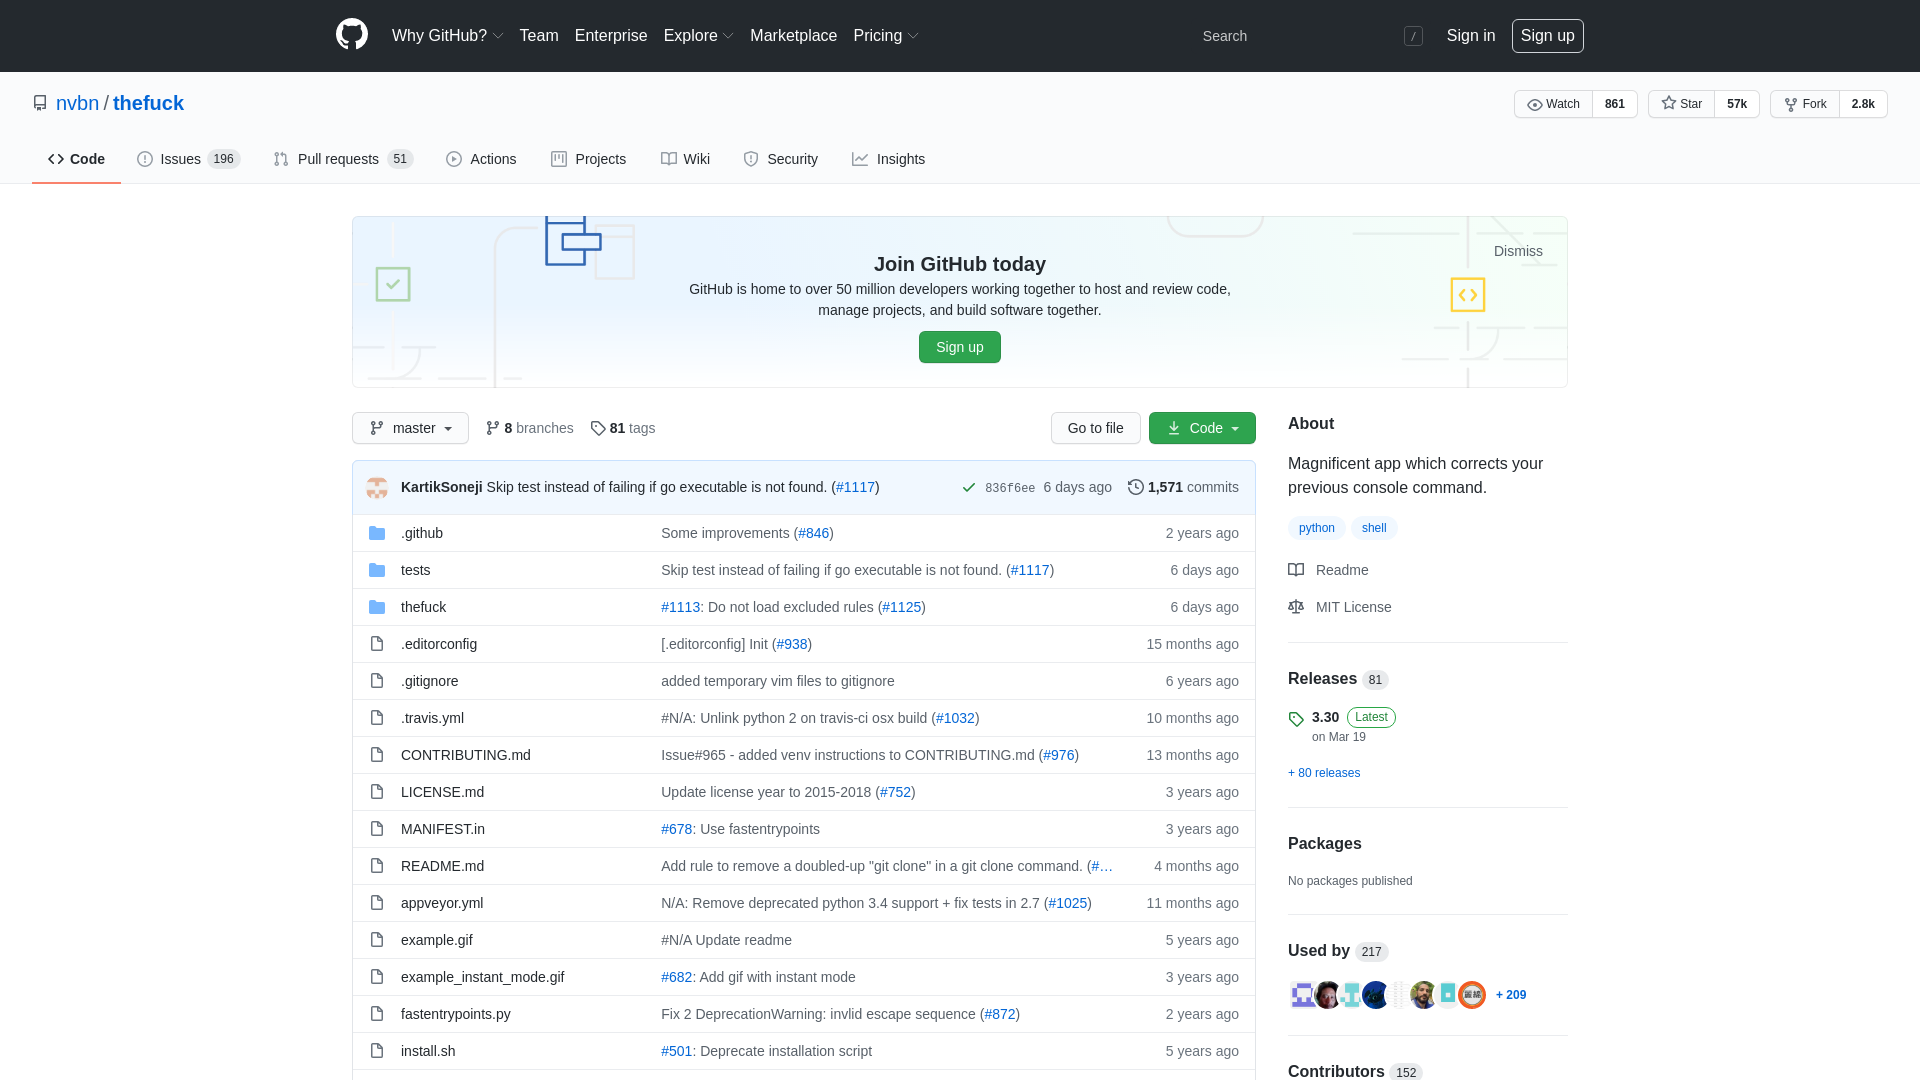 Why GitHub? Team Enterprise Explore Marketplace Pricing Search / Sign in Sign up
nvbn / thefuck Watch 861 Star 57k Fork 2.8k
Code Issues 196 Pull requests 51 Actions Projects Wiki Security Insights
Dismiss
Join GitHub today
GitHub is home to over 50 million developers working together to host and review code,
manage projects, and build software together.
Sign up
master 8 branches 81 tags Go to file Code
KartikSoneji Skip test instead of failing if go executable is not found. (#1117) 836f6ee 6 days ago 1,571 commits
.github Some improvements (#846) 2 years ago
tests Skip test instead of failing if go executable is not found. (#1117) 6 days ago
thefuck #1113: Do not load excluded rules (#1125) 6 days ago
.editorconfig [.editorconfig] Init (#938) 15 months ago
.gitignore added temporary vim files to gitignore 6 years ago
.travis.yml #N/A: Unlink python 2 on travis-ci osx build (#1032) 10 months ago
CONTRIBUTING.md Issue#965 - added venv instructions to CONTRIBUTING.md (#976) 13 months ago
LICENSE.md Update license year to 2015-2018 (#752) 3 years ago
MANIFEST.in #678: Use fastentrypoints 3 years ago
README.md Add rule to remove a doubled-up "git clone" in a git clone command. (#… 4 months ago
appveyor.yml N/A: Remove deprecated python 3.4 support + fix tests in 2.7 (#1025) 11 months ago
example.gif #N/A Update readme 5 years ago
example_instant_mode.gif #682: Add gif with instant mode 3 years ago
fastentrypoints.py Fix 2 DeprecationWarning: invlid escape sequence (#872) 2 years ago
install.sh #501: Deprecate installation script 5 years ago
About
Magnificent app which corrects your
previous console command.
python shell
Readme
MIT License
Releases 81
3.30 Latest
on Mar 19
+ 80 releases
Packages
No packages published
Used by 217
+ 209
Contributors 152